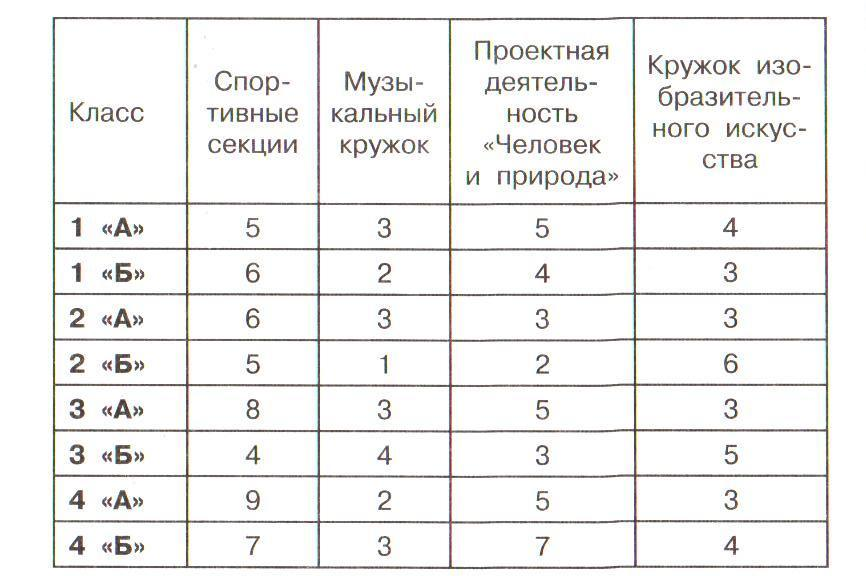 Класс
Спор-
тивные
секции
Музы-
кальный
кружок
Проектная
деятель-
ность
«Человек
и природа»
Кружок изо-
бразитель-
ного искус-
ства
1 «А» 5 3 5 4
1 «Б» 6 2 4 3
2 «А» 6 3 3 3
2 «Б» 5 1 2 6
3 «А» 8 3 5 3
3 «Б» 4 4 3 5
4 «А» 9 2 5 3
4 «Б» 7 3 7 4